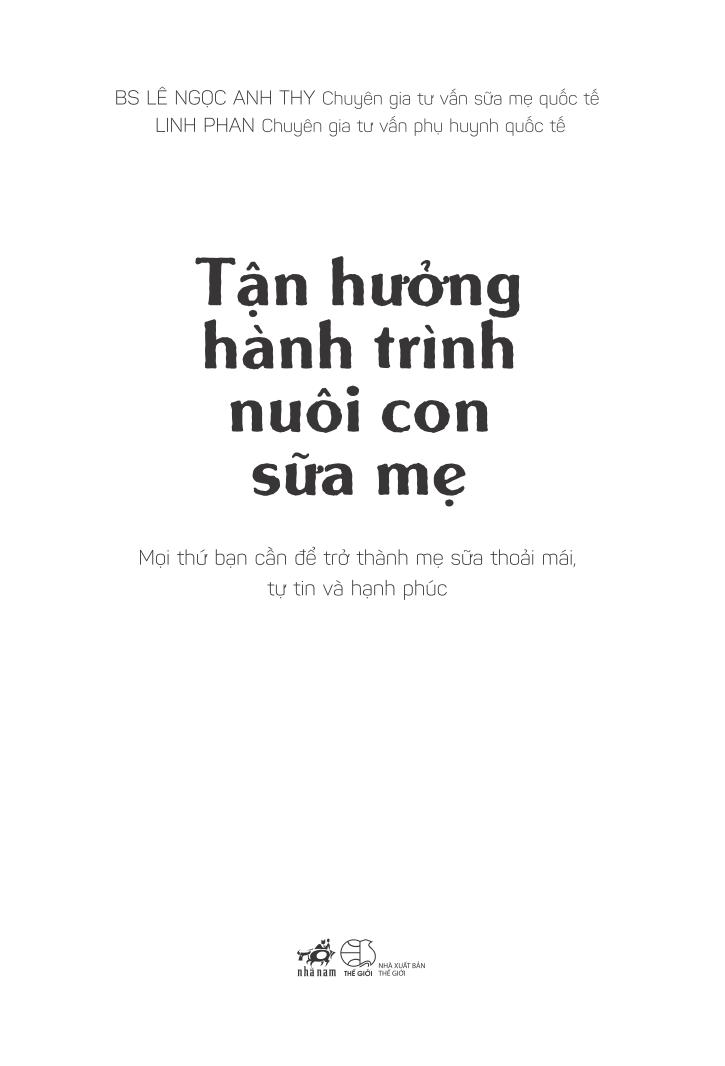 BS LÊ NGỌC ANH THY Chuyên gia tư vấn sữa mẹ quốc tế
LINH PHAN Chuyên gia tư vấn phụ huynh quốc tế
Tận hưởng
hành trình
nuôi con
sữa mẹ
Mọi thứ bạn cần để trở thành mẹ sữa thoải mái,
tự tin và hạnh phúc
nhã nam
THẾ GIỚI
NHÀ XUẤT BẢN
THẾ GIỚI